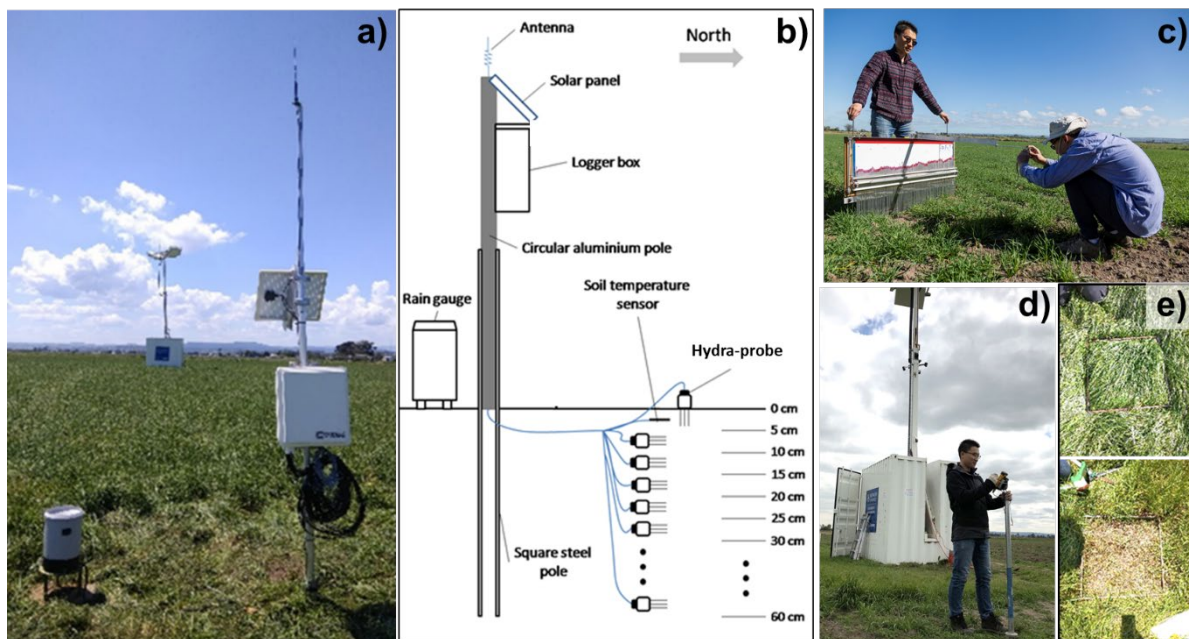 a)
b)
Antenna
North
Solar panel
Logger box
Circular aluminium pole
Rain gauge
Soil temperature
sensor
Hydra-probe
0 cm
5 cm
10 cm
15 cm
20 cm
25 cm
30 cm
Square steel
pole
60 cm
c)
d)
e)